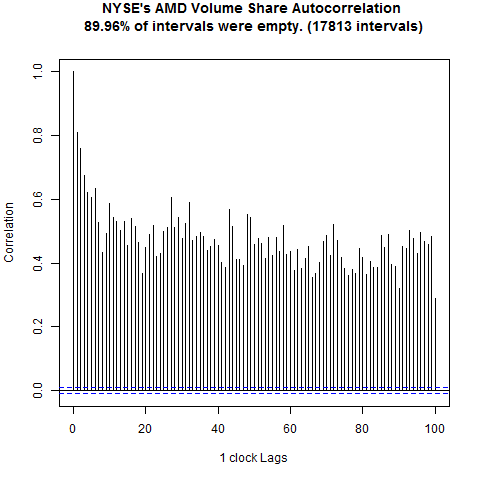 NYSE's AMD Volume Share Autocorrelation
89.96% of intervals were empty. (17813 intervals)
1.0
0.8
0.6
0.4
0.2
0.0
Correlation
0 20 40 60 80 100
1 clock Lags